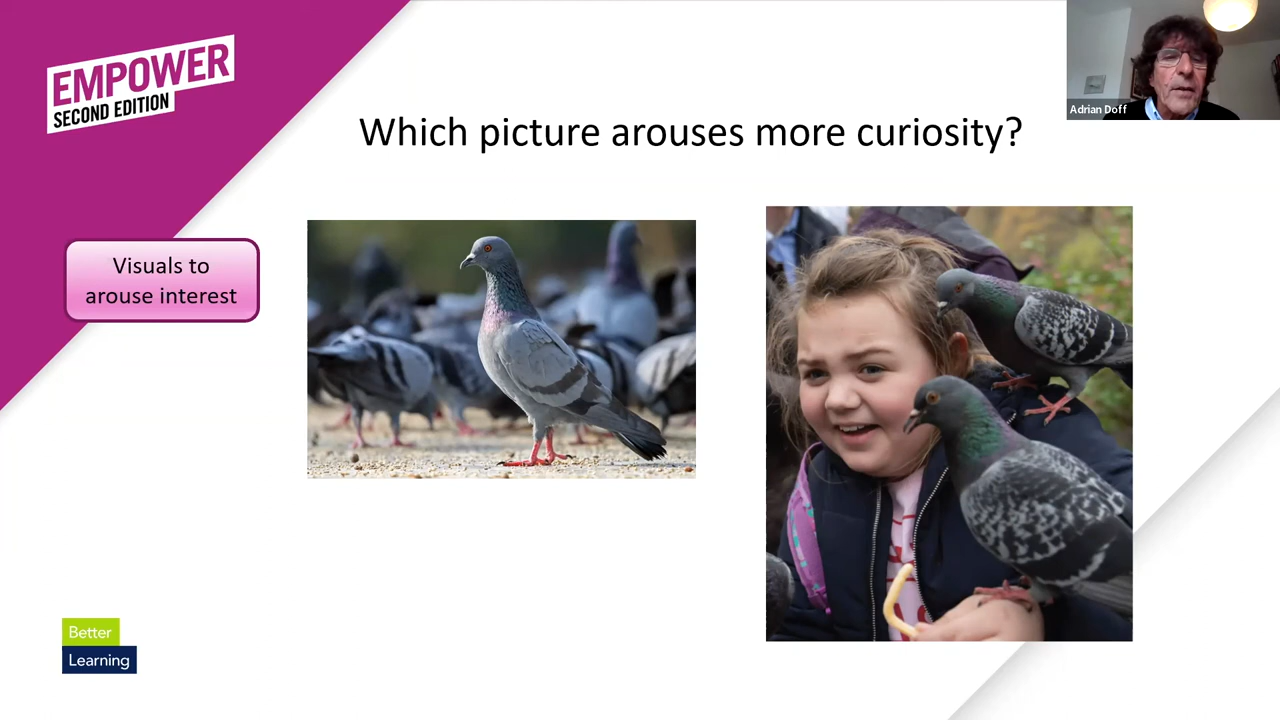 EMPOWER
SECOND EDITION
Adrian Doff
Which picture arouses more curiosity?
Visuals to
arouse interest
Better
Learning